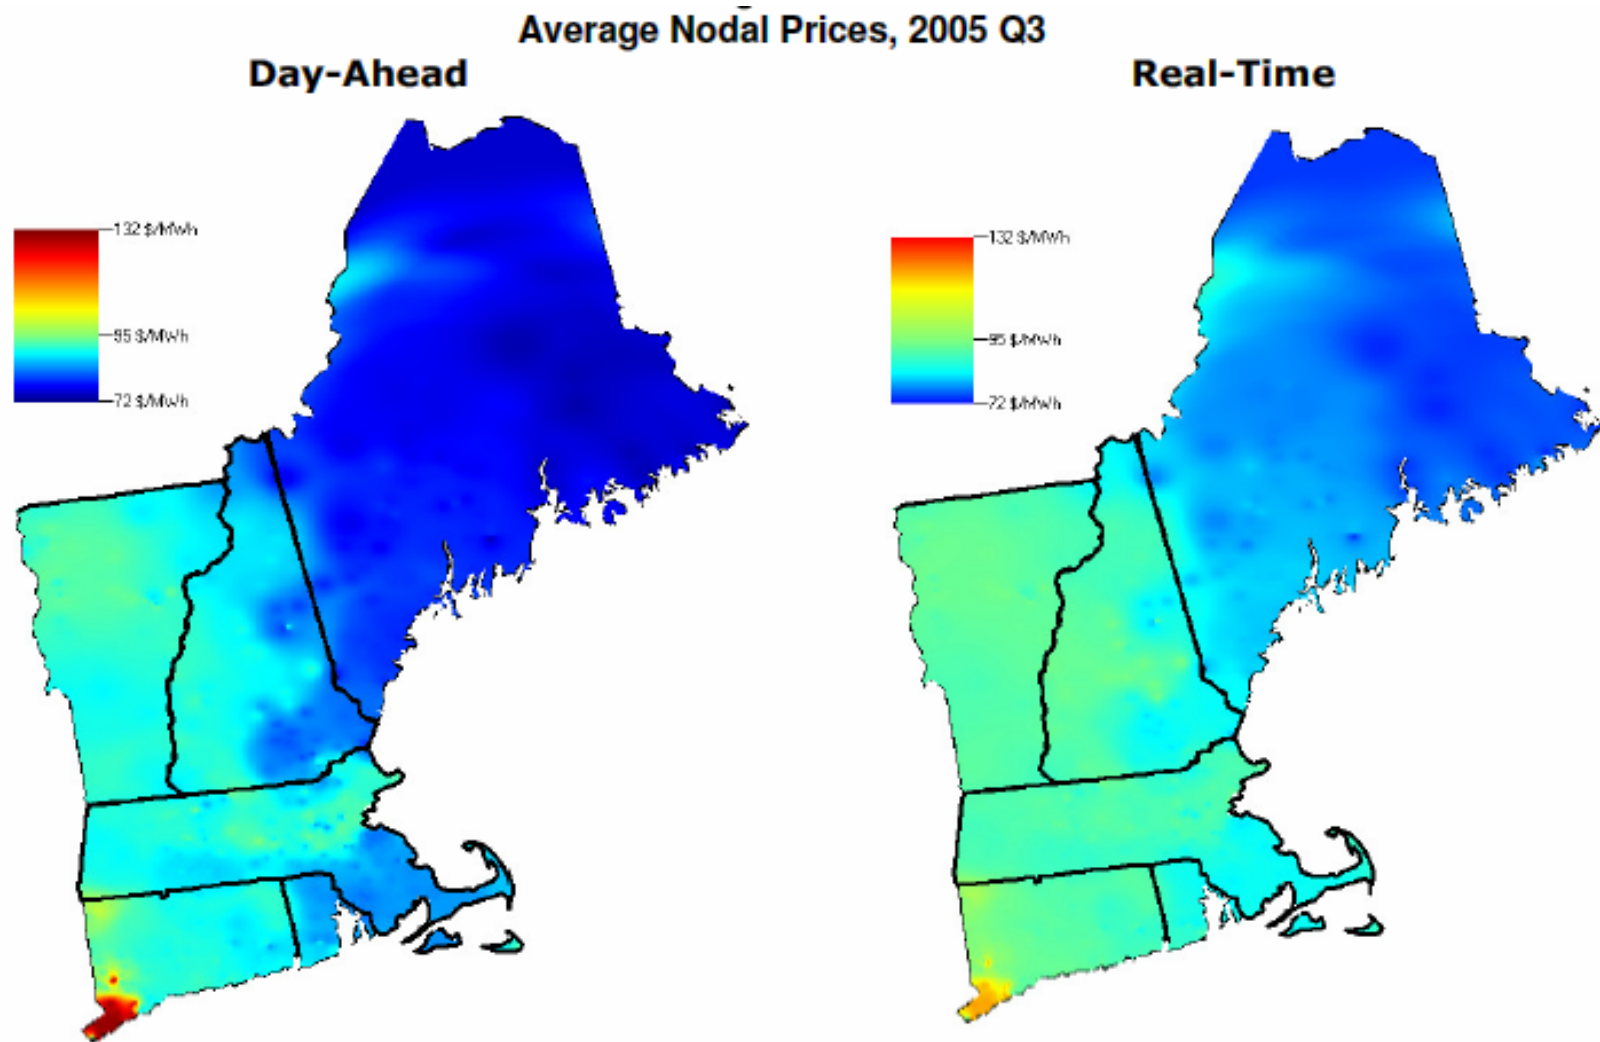 Average Nodal Prices, 2005 Q3
Day-Ahead
Real-Time
132 $/MWh
95 $/MWh
72 $/MWh
132 $/MWh
95 $/MWh
72 $/MWh